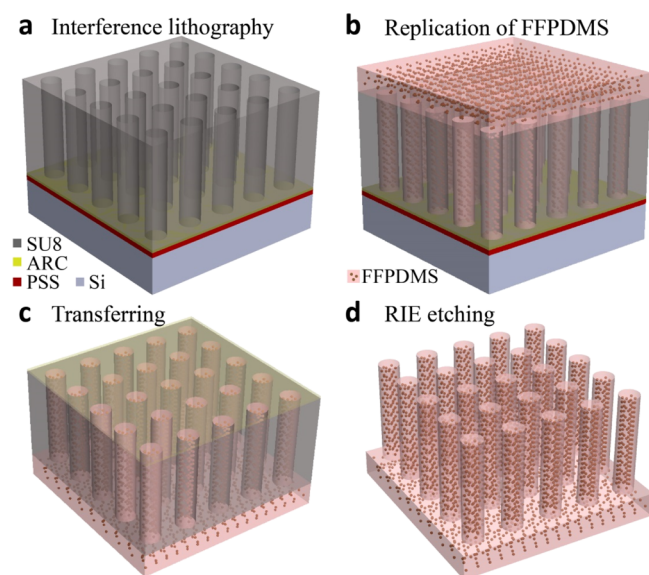 a Interference lithography
b Replication of FFPDMS
SU8
ARC
PSS Si
FFPDMS
c Transferring
d RIE etching